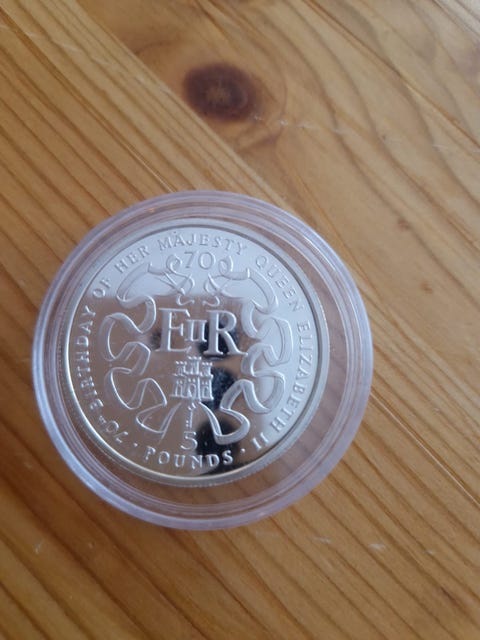 70TH BIRTHDAY OF HER MAJESTY QUEEN ELIZABETH II
70
EIIR
5
· POUNDS ·